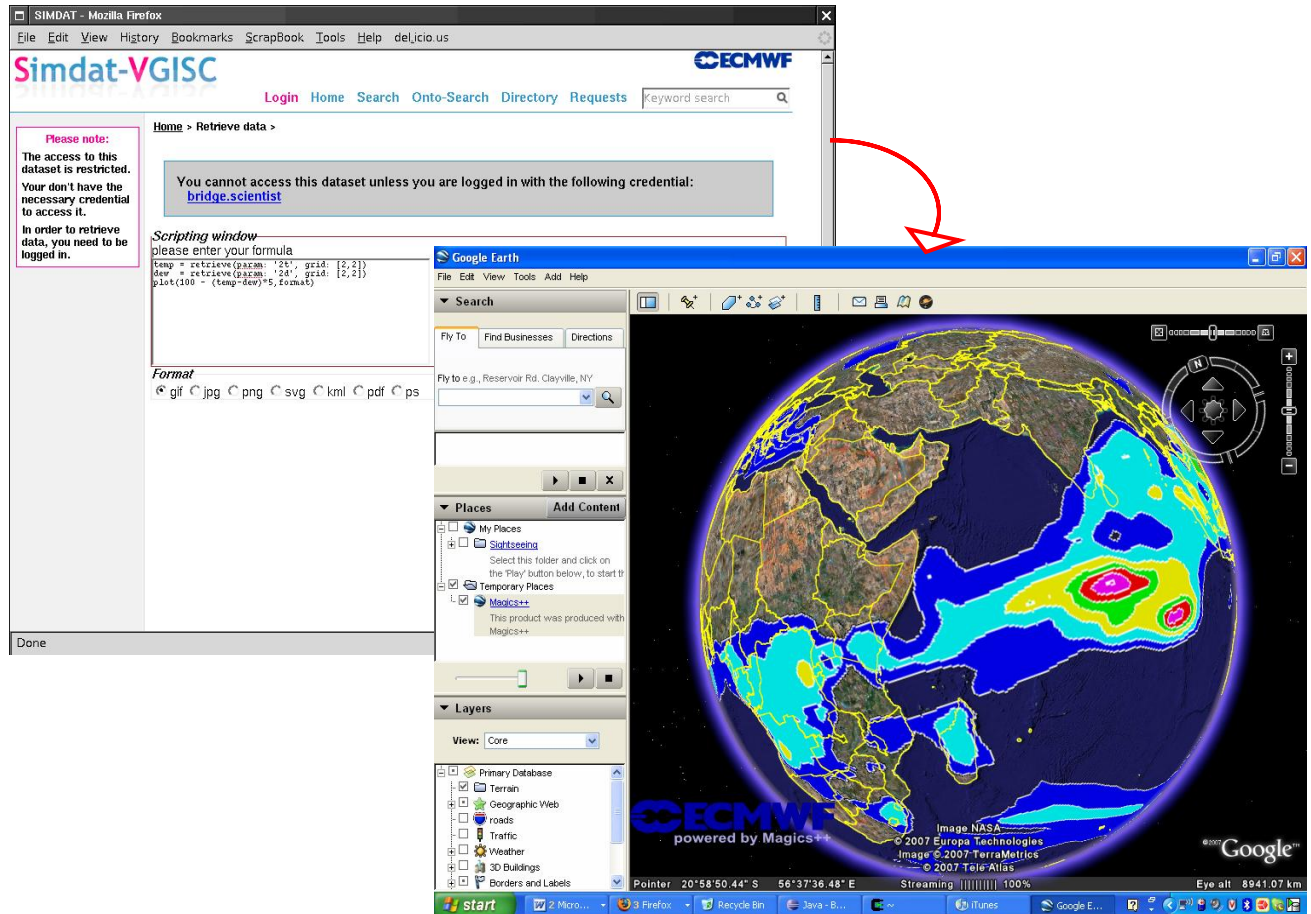 SIMDAT - Mozilla Firefox
File Edit View History Bookmarks ScrapBook Tools Help del.icio.us
Simdat-VGISC
ECMWF
Login Home Search Onto-Search Directory Requests Keyword search
Home > Retrieve data >
Please note:
The access to this
dataset is restricted.
Your don't have the
necessary credential
to access it.
In order to retrieve
data, you need to be
logged in.
You cannot access this dataset unless you are logged in with the following credential:
bridge.scientist
Scripting window
please enter your formula
temp = retrieve(param: '2t', grid: [2,2])
dew = retrieve(param: '2d', grid: [2,2])
plot(100 - (temp-dew)*5,format)
Format
gif jpg png svg kml pdf ps
Done
Google Earth
File Edit View Tools Add Help
Search
Fly To Find Businesses Directions
Fly to e.g., Reservoir Rd. Clayville, NY
Places Add Content
My Places
Sightseeing
Select this folder and click on
the 'Play' button below, to start th
Temporary Places
Magics++
This product was produced with
Magics++
Layers
View: Core
Primary Database
Terrain
Geographic Web
roads
Traffic
Weather
3D Buildings
Borders and Labels
N
ECMWF
powered by Magics++
Image NASA
© 2007 Europa Technologies
Image © 2007 TerraMetrics
© 2007 Tele Atlas
©2007 Google™
Pointer 20°58'50.44" S 56°37'36.48" E Streaming |||||||||| 100% Eye alt 8941.07 km
start 2 Micro... 3 Firefox Recycle Bin Java - B... ~ iTunes Google E...